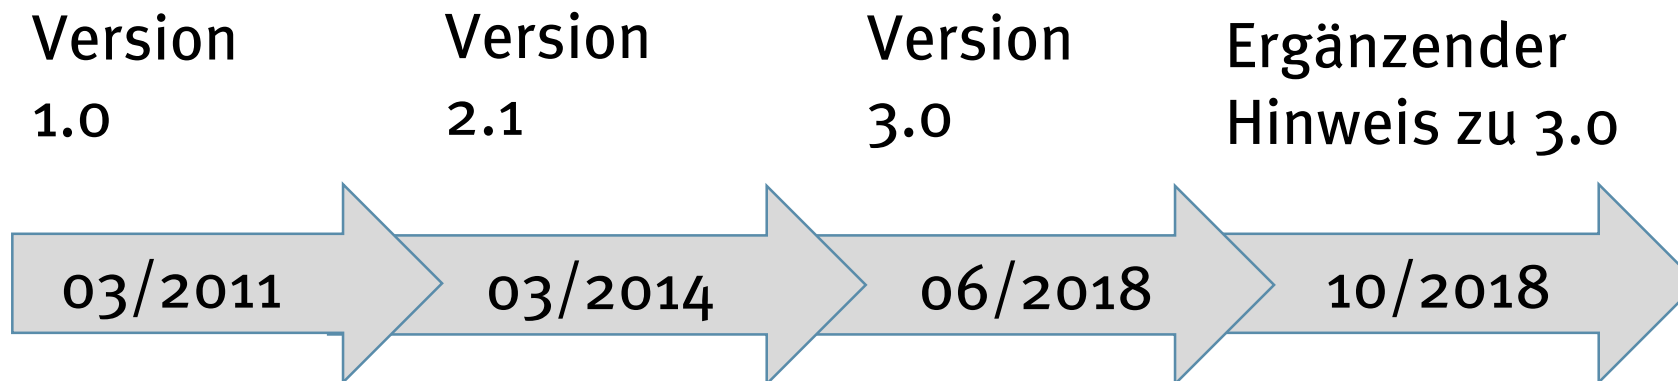 Version
1.0
Version
2.1
Version
3.0
Ergänzender
Hinweis zu 3.0
03/2011
03/2014
06/2018
10/2018